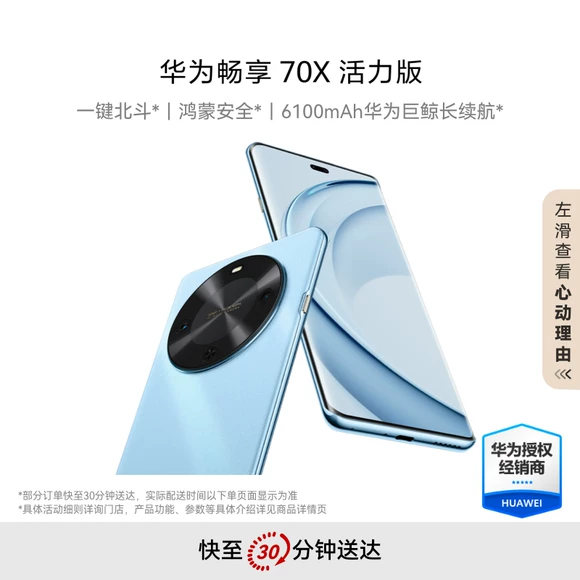 华为畅享 70X 活力版
一键北斗*丨鸿蒙安全*丨6100mAh华为巨鲸长续航*
左滑查看心动理由
华为授权
经销商
HUAWEI
*部分订单快至30分钟送达，实际配送时间以下单页面显示为准
*具体活动细则详询门店，产品功能、参数等具体介绍详见商品详情页
快至30分钟送达